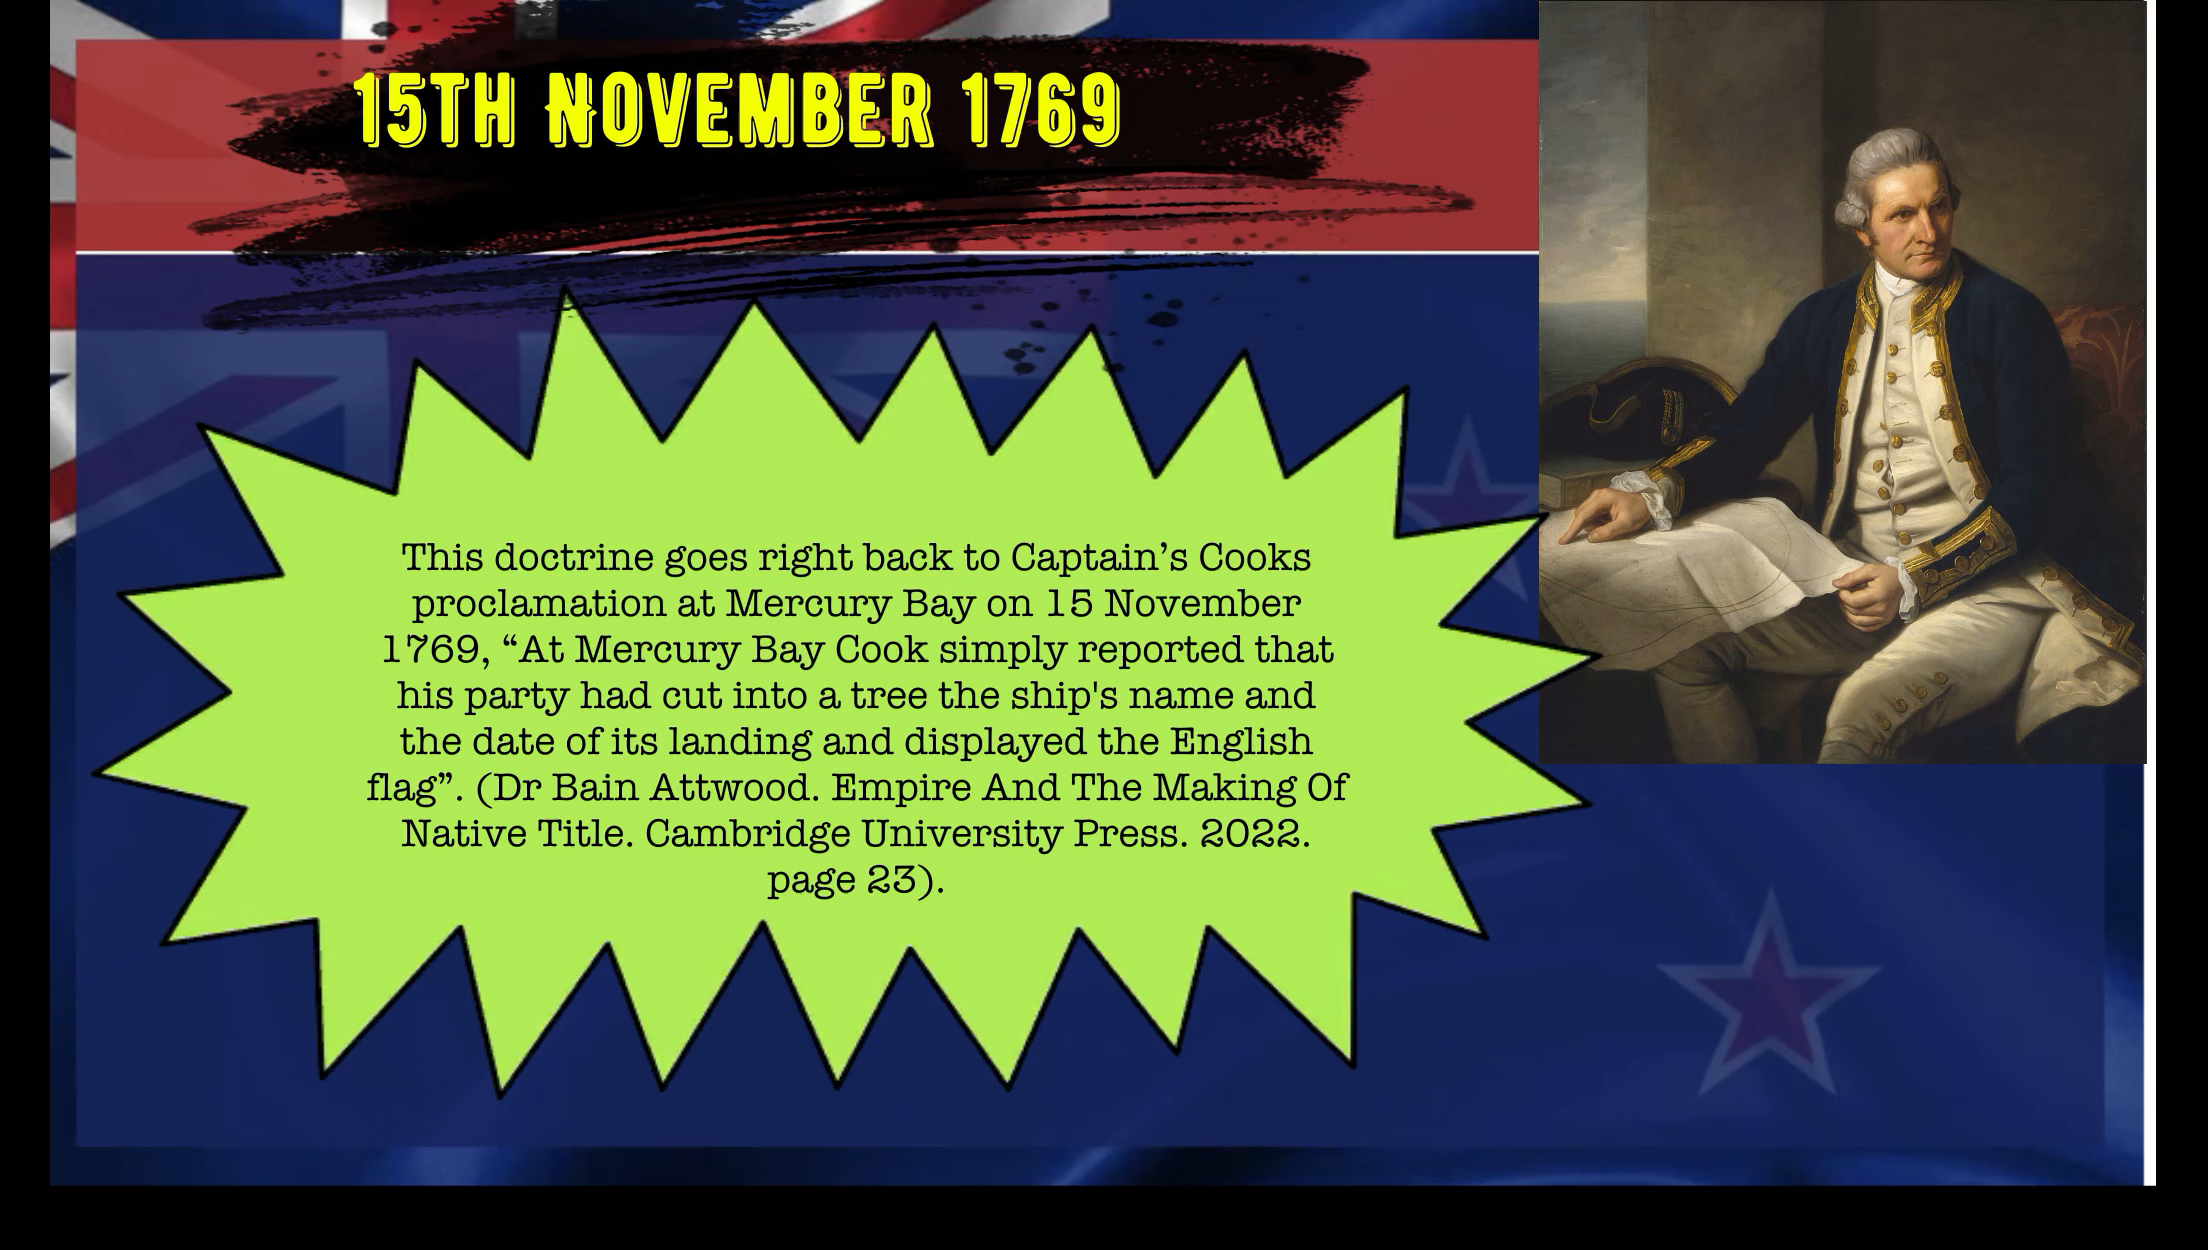 15TH NOVEMBER 1769
This doctrine goes right back to Captain’s Cooks
proclamation at Mercury Bay on 15 November
1769, “At Mercury Bay Cook simply reported that
his party had cut into a tree the ship's name and
the date of its landing and displayed the English
flag”. (Dr Bain Attwood. Empire And The Making Of
Native Title. Cambridge University Press. 2022.
page 23).